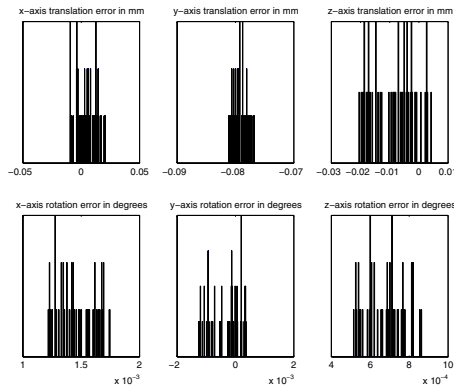 x−axis translation error in mm
y−axis translation error in mm
z−axis translation error in mm
−0.05 0 0.05
−0.09 −0.08 −0.07
−0.03 −0.02 −0.01 0 0.01
x−axis rotation error in degrees
y−axis rotation error in degrees
z−axis rotation error in degrees
1 1.5 2
x 10⁻³
−2 0 2
x 10⁻³
4 6 8 10
x 10⁻⁴